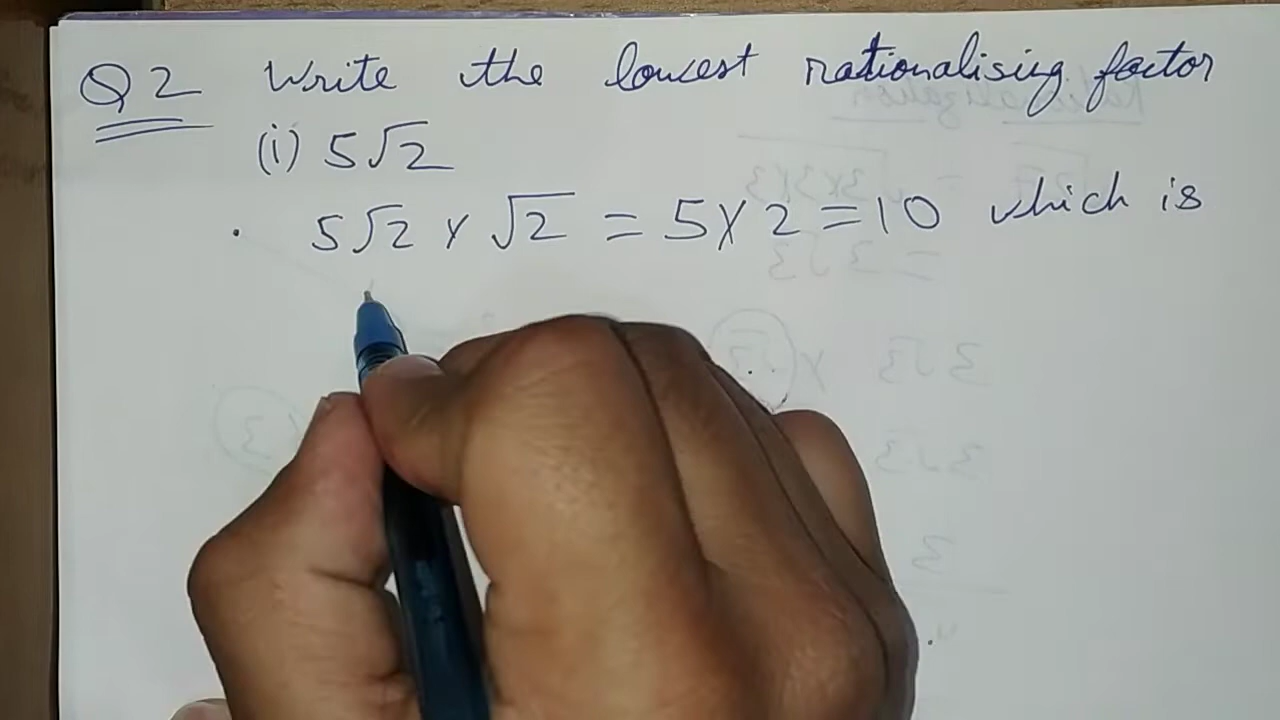 Q2 Write the lowest rationalising factor
(i) 5√2
5√2 × √2 = 5×2 = 10 which is